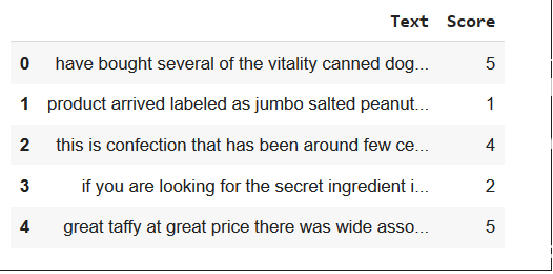 Text Score
0 have bought several of the vitality canned dog... 5
1 product arrived labeled as jumbo salted peanut... 1
2 this is confection that has been around few ce... 4
3 if you are looking for the secret ingredient i... 2
4 great taffy at great price there was wide asso... 5